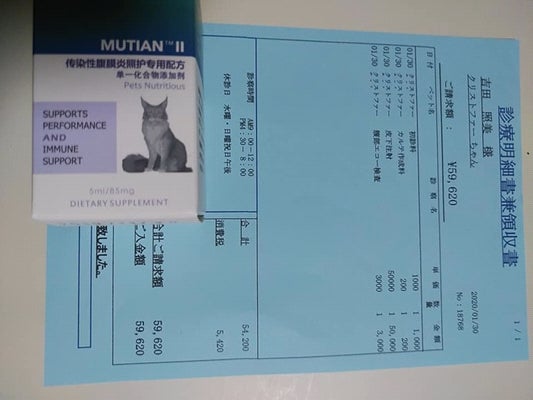 MUTIAN™ II
传染性腹膜炎照护专用配方
单一化合物添加剂
Pets Nutritious
SUPPORTS
PERFORMANCE
AND
IMMUNE
SUPPORT
5ml/85mg
DIETARY SUPPLEMENT
1 / 1
診療明細書兼領収書
2020/01/30
No:18768
吉田 照美 様
クリストファー ちゃん
ご請求額： ¥59,620
日付 ペット名 診療名 単価 数量 金額
01/30 クリストファー 初診料 1000 1 1,000
01/30 クリストファー カルテ作成料 200 1 200
01/30 クリストファー 皮下注射 50000 1 50,000
01/30 クリストファー 腹部エコー検査 3000 1 3,000
診療時間 AM9:00-12:00
PM4:30-8:00
休診日 水曜・日曜祝日午後
合計 54,200
消費税 5,420
合計ご請求額 59,620
ご入金額 59,620
致しました。